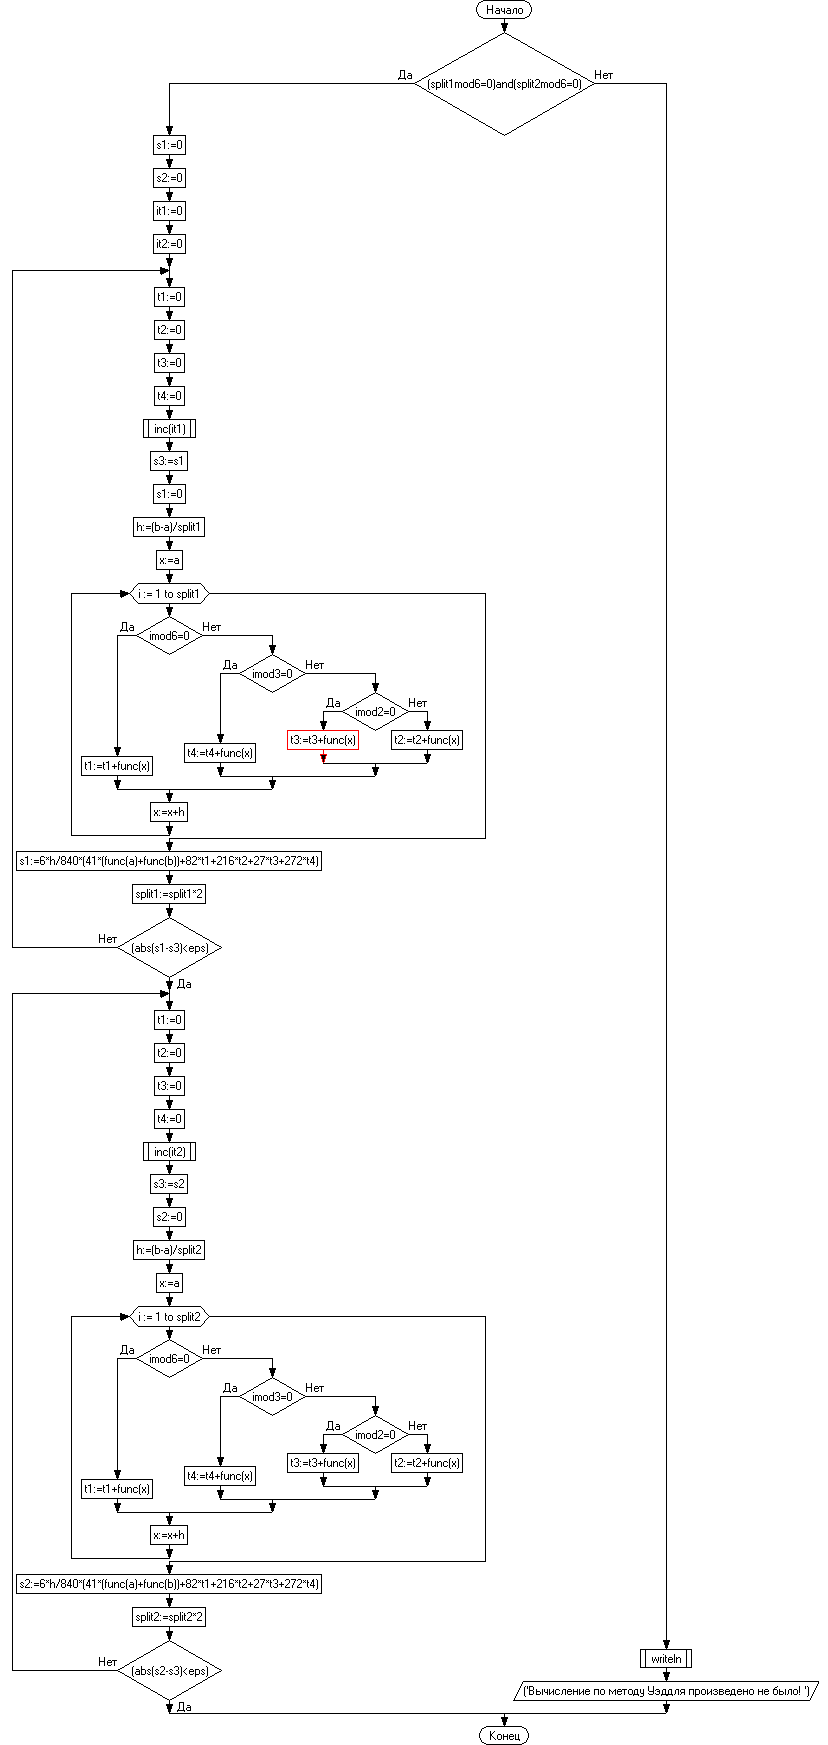 Начало
Да
Нет
(split1mod6=0)and(split2mod6=0)
s1:=0
s2:=0
it1:=0
it2:=0
t1:=0
t2:=0
t3:=0
t4:=0
inc(it1)
s3:=s1
s1:=0
h:=(b-a)/split1
x:=a
i := 1 to split1
Да
Нет
imod6=0
Да
Нет
imod3=0
Да
Нет
imod2=0
t3:=t3+func(x)
t2:=t2+func(x)
t4:=t4+func(x)
t1:=t1+func(x)
x:=x+h
s1:=6*h/840*(41*(func(a)+func(b))+82*t1+216*t2+27*t3+272*t4)
split1:=split1*2
Нет
(abs(s1-s3)<eps)
Да
t1:=0
t2:=0
t3:=0
t4:=0
inc(it2)
s3:=s2
s2:=0
h:=(b-a)/split2
x:=a
i := 1 to split2
Да
Нет
imod6=0
Да
Нет
imod3=0
Да
Нет
imod2=0
t3:=t3+func(x)
t2:=t2+func(x)
t4:=t4+func(x)
t1:=t1+func(x)
x:=x+h
s2:=6*h/840*(41*(func(a)+func(b))+82*t1+216*t2+27*t3+272*t4)
split2:=split2*2
Нет
(abs(s2-s3)<eps)
writeln
('Вычисление по методу Уэддля произведено не было! ')
Да
Конец